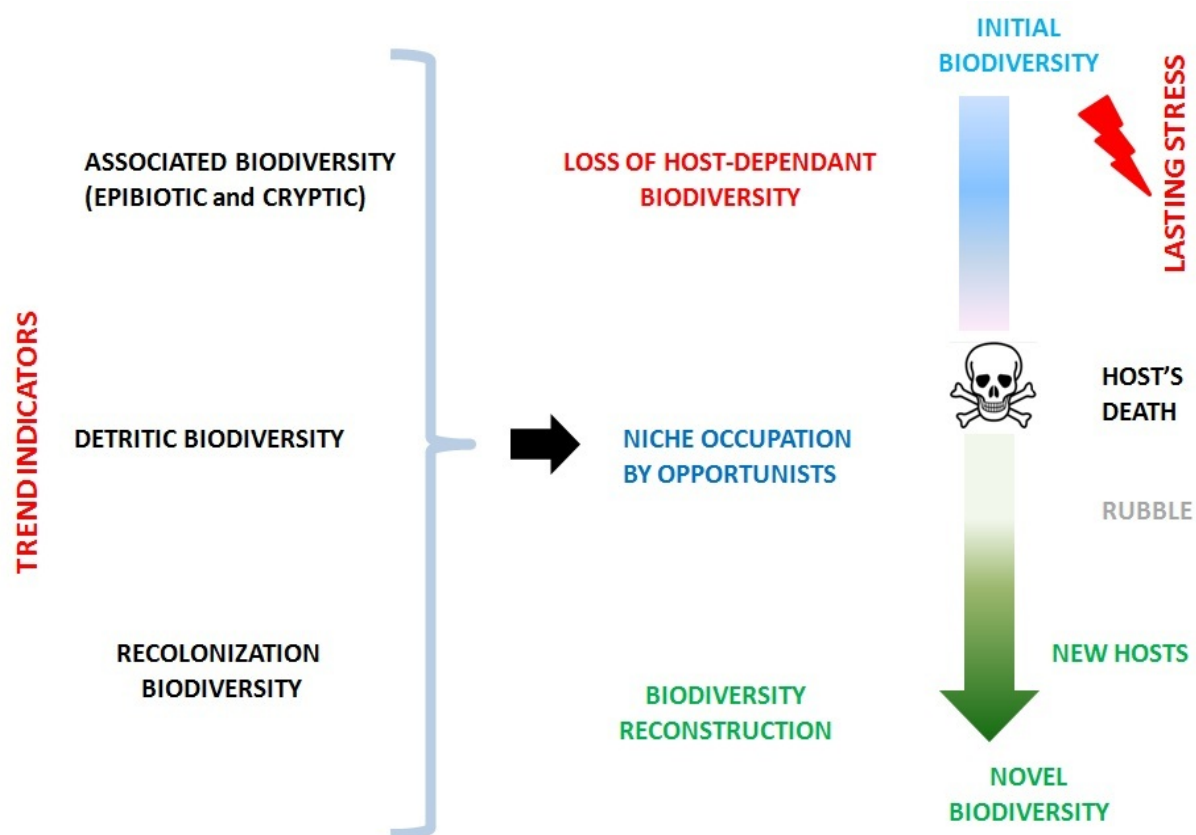 TREND INDICATORS
ASSOCIATED BIODIVERSITY
(EPIBIOTIC and CRYPTIC)
DETRITIC BIODIVERSITY
RECOLONIZATION
BIODIVERSITY
LOSS OF HOST-DEPENDANT
BIODIVERSITY
NICHE OCCUPATION
BY OPPORTUNISTS
BIODIVERSITY
RECONSTRUCTION
INITIAL
BIODIVERSITY
LASTING STRESS
HOST'S
DEATH
RUBBLE
NEW HOSTS
NOVEL
BIODIVERSITY